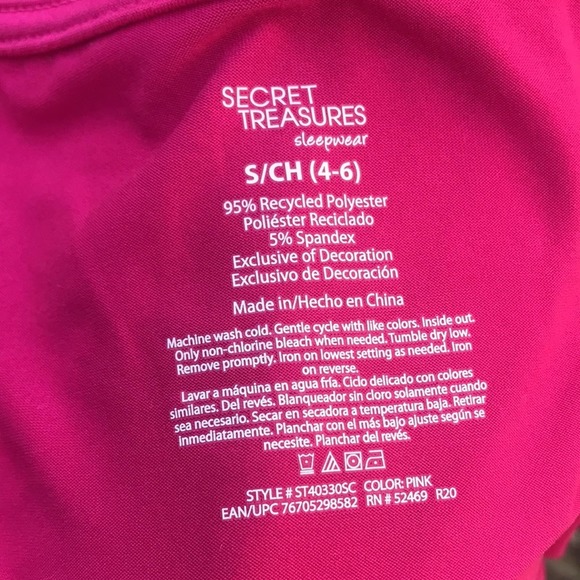 SECRET
TREASURES
sleepwear
S/CH (4-6)
95% Recycled Polyester
Poliéster Reciclado
5% Spandex
Exclusive of Decoration
Exclusivo de Decoración
Made in/Hecho en China
Machine wash cold. Gentle cycle with like colors. Inside out.
Only non-chlorine bleach when needed. Tumble dry low.
Remove promptly. Iron on lowest setting as needed. Iron
on reverse.
Lavar a máquina en agua fría. Ciclo delicado con colores
similares. Del revés. Blanqueador sin cloro solamente cuando
sea necesario. Secar en secadora a temperatura baja. Retirar
inmediatamente. Planchar con el más bajo ajuste según se
necesite. Planchar del revés.
STYLE # ST40330SC COLOR: PINK
EAN/UPC 76705298582 RN # 52469 R20